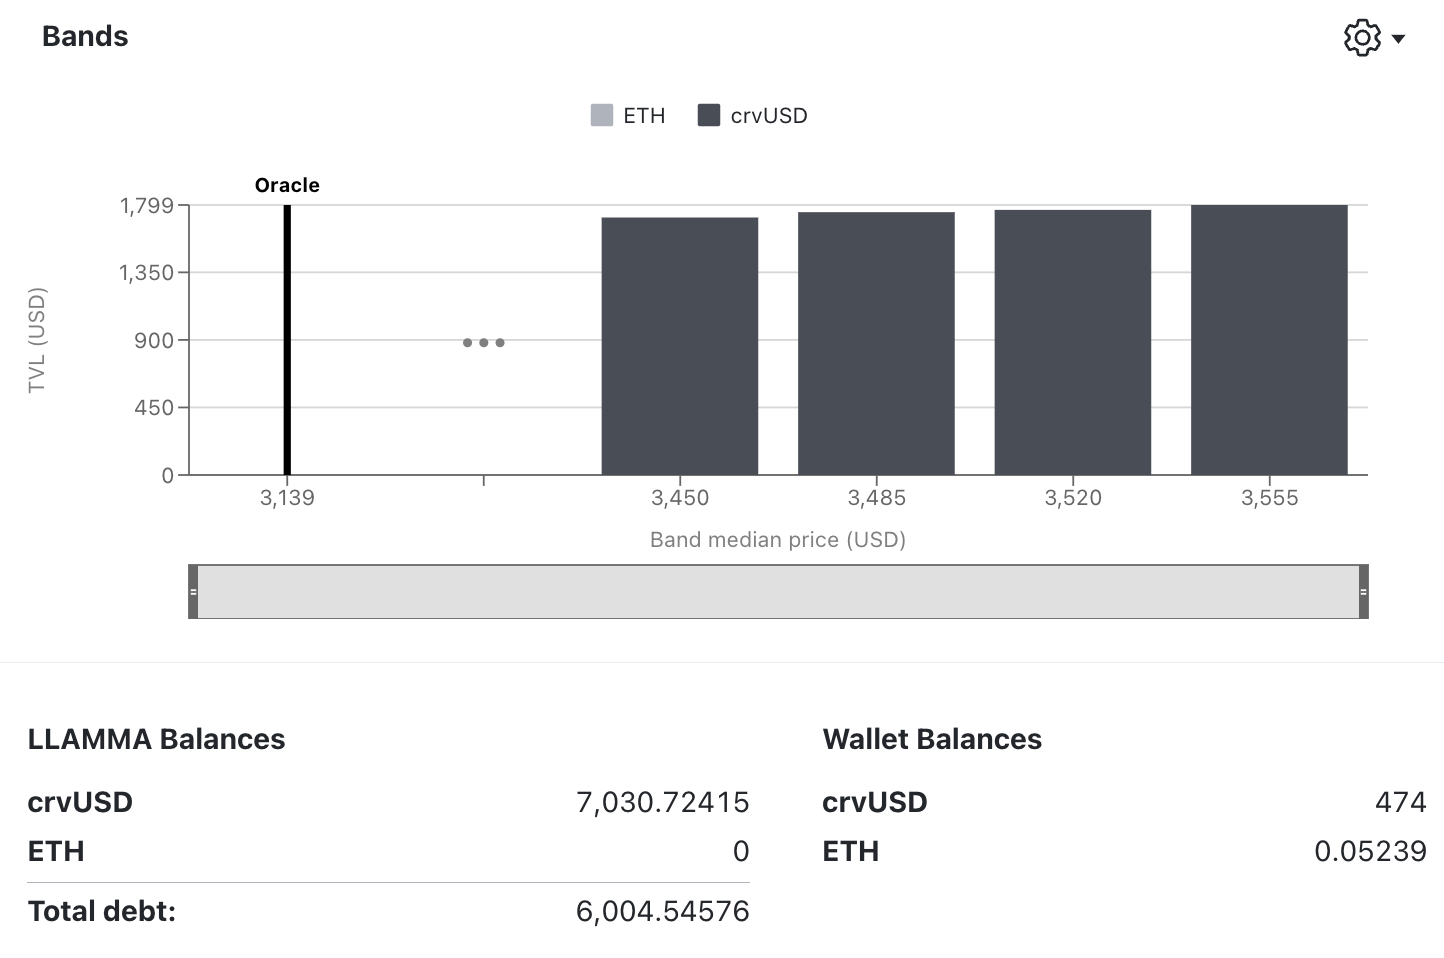 Bands
ETH crvUSD
Oracle
1,799
1,350
900
450
0
TVL (USD)
3,139 3,450 3,485 3,520 3,555
Band median price (USD)
LLAMMA Balances
crvUSD 7,030.72415
ETH 0
Total debt: 6,004.54576
Wallet Balances
crvUSD 474
ETH 0.05239